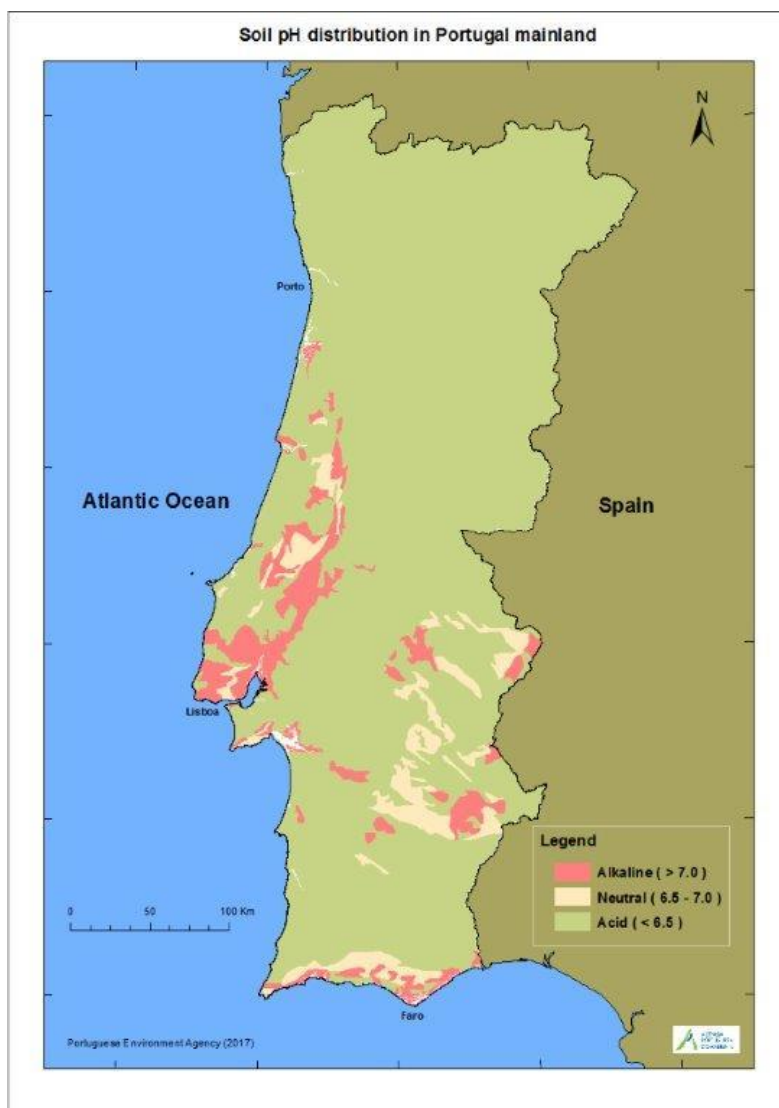 Soil pH distribution in Portugal mainland
N
Porto
Atlantic Ocean
Spain
Lisboa
Legend
Alkaline ( > 7.0 )
Neutral ( 6.5 - 7.0 )
Acid ( < 6.5 )
0 50 100 Km
Faro
Portuguese Environment Agency (2017)